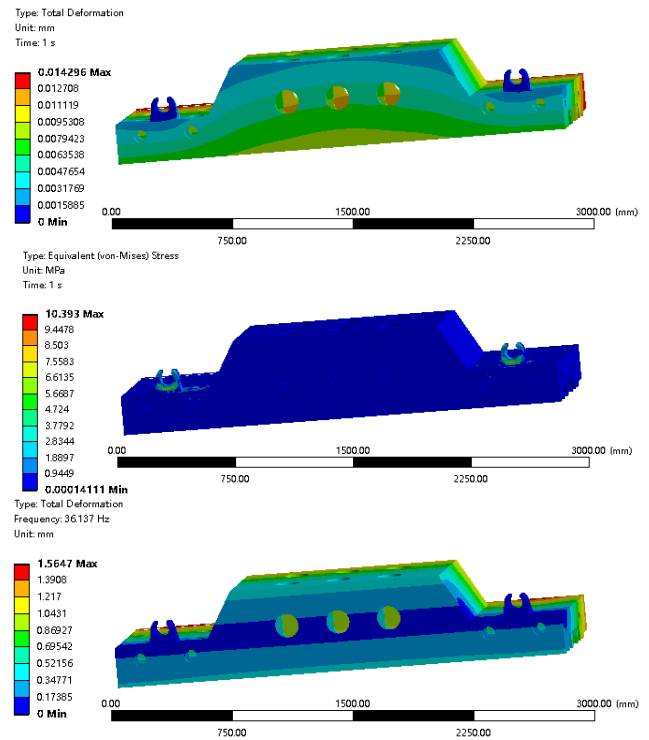 Type: Total Deformation
Unit: mm
Time: 1 s
0.014296 Max
0.012708
0.011119
0.0095308
0.0079423
0.0063538
0.0047654
0.0031769
0.0015885
0 Min
0.00 1500.00 3000.00 (mm)
750.00 2250.00
Type: Equivalent (von-Mises) Stress
Unit: MPa
Time: 1 s
10.393 Max
9.4478
8.503
7.5583
6.6135
5.6687
4.724
3.7792
2.8344
1.8897
0.9449
0.00014111 Min
0.00 1500.00 3000.00 (mm)
750.00 2250.00
Type: Total Deformation
Frequency: 36.137 Hz
Unit: mm
1.5647 Max
1.3908
1.217
1.0431
0.86927
0.69542
0.52156
0.34771
0.17385
0 Min
0.00 1500.00 3000.00 (mm)
750.00 2250.00